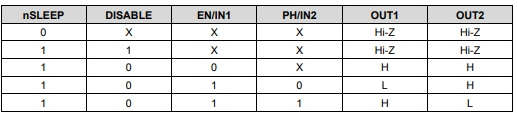 nSLEEP DISABLE EN/IN1 PH/IN2 OUT1 OUT2
0 X X X Hi-Z Hi-Z
1 1 X X Hi-Z Hi-Z
1 0 0 X H H
1 0 1 0 L H
1 0 1 1 H L